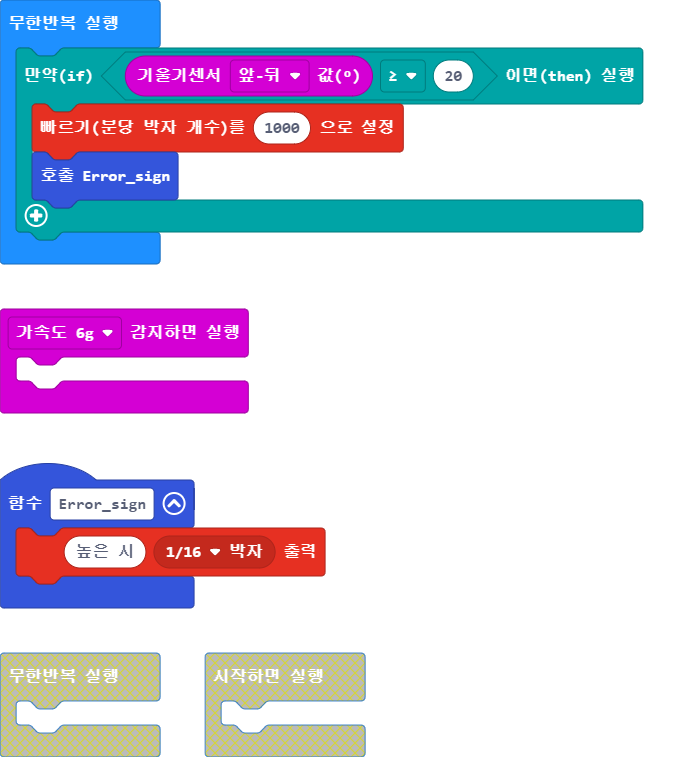 무한반복 실행
만약(if) 기울기센서 앞-뒤 값(º) ≥ 20 이면(then) 실행
빠르기(분당 박자 개수)를 1000 으로 설정
호출 Error_sign
가속도 6g 감지하면 실행
함수 Error_sign
높은 시 1/16 박자 출력
무한반복 실행 시작하면 실행